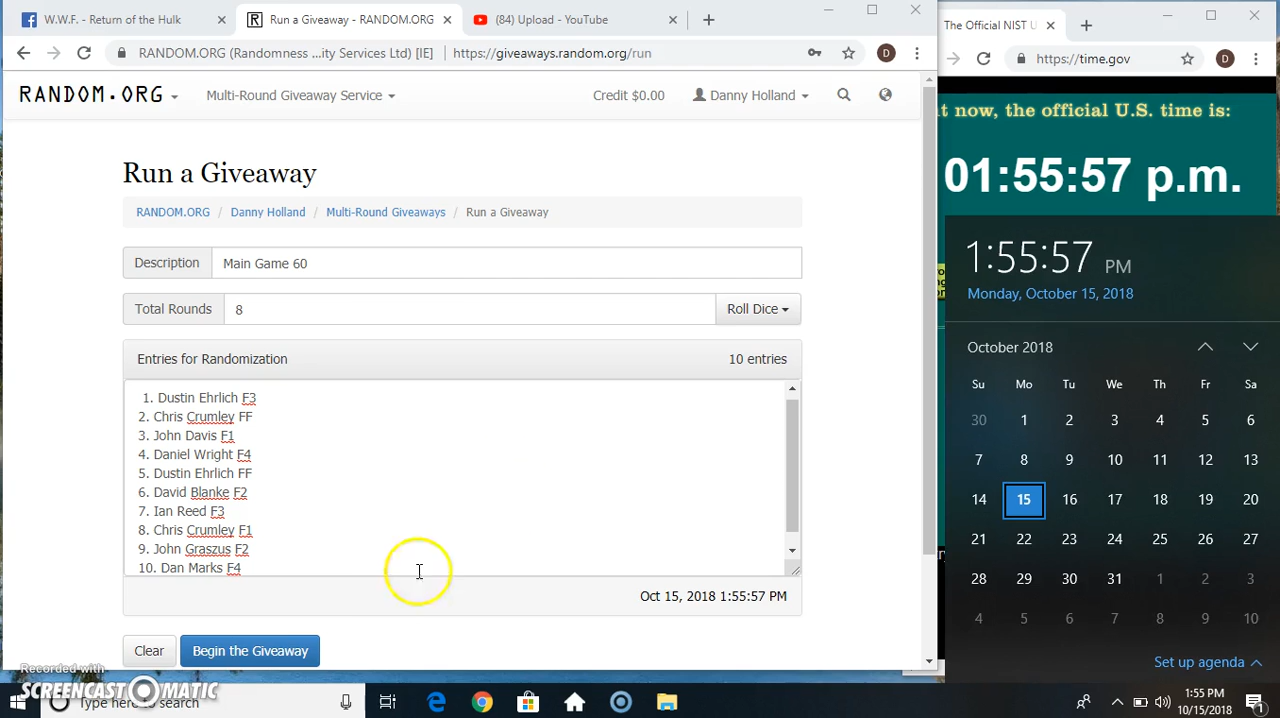 W.W.F. - Return of the Hulk
Run a Giveaway - RANDOM.ORG
(84) Upload - YouTube
The Official NIST U
RANDOM.ORG (Randomness ...ity Services Ltd) [IE]
https://giveaways.random.org/run
https://time.gov
D
D
RANDOM.ORG
Multi-Round Giveaway Service
Credit $0.00
Danny Holland
t now, the official U.S. time is:
01:55:57 p.m.
Run a Giveaway
RANDOM.ORG / Danny Holland / Multi-Round Giveaways / Run a Giveaway
Description
Main Game 60
Total Rounds
8
Roll Dice
Entries for Randomization
10 entries
1. Dustin Ehrlich F3
2. Chris Crumley FF
3. John Davis F1
4. Daniel Wright F4
5. Dustin Ehrlich FF
6. David Blanke F2
7. Ian Reed F3
8. Chris Crumley F1
9. John Graszus F2
10. Dan Marks F4
Oct 15, 2018 1:55:57 PM
Clear
Begin the Giveaway
1:55:57 PM
Monday, October 15, 2018
October 2018
Su Mo Tu We Th Fr Sa
30 1 2 3 4 5 6
7 8 9 10 11 12 13
14 15 16 17 18 19 20
21 22 23 24 25 26 27
28 29 30 31 1 2 3
4 5 6 7 8 9 10
Set up agenda
Recorded with
SCREENCAST-O-MATIC
Type here to search
1:55 PM
10/15/2018
1